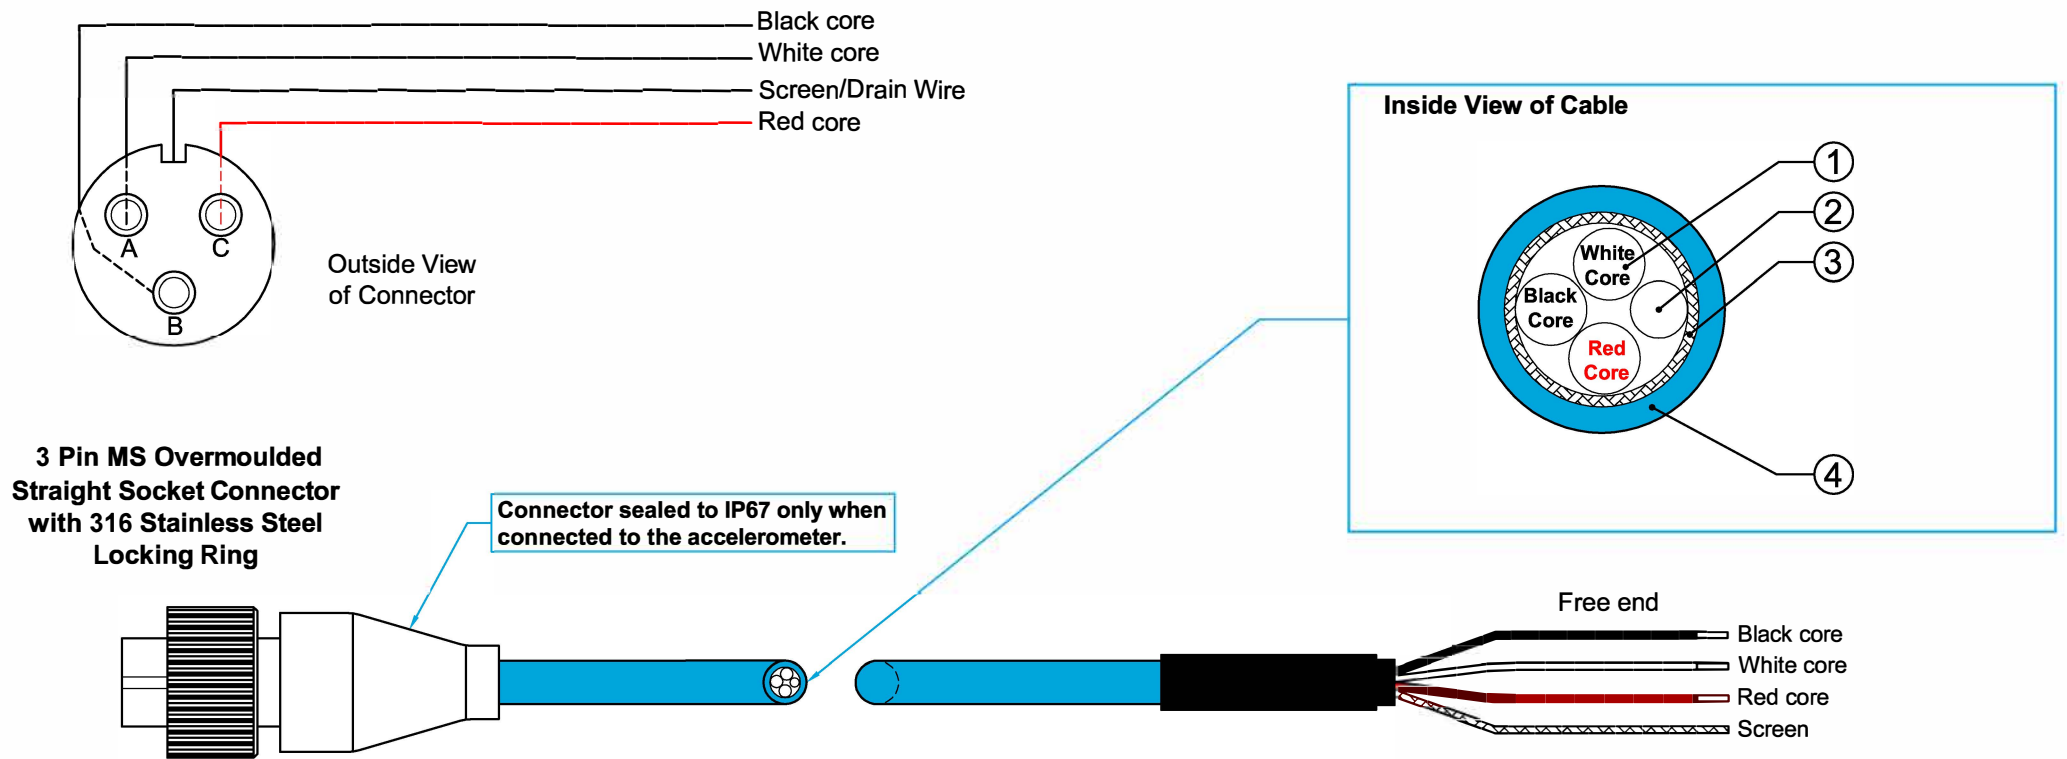 Black core
White core
Screen/Drain Wire
Red core
A
C
B
Outside View
of Connector
Inside View of Cable
1
2
3
4
White
Core
Black
Core
Red
Core
3 Pin MS Overmoulded
Straight Socket Connector
with 316 Stainless Steel
Locking Ring
Connector sealed to IP67 only when
connected to the accelerometer.
Free end
Black core
White core
Red core
Screen